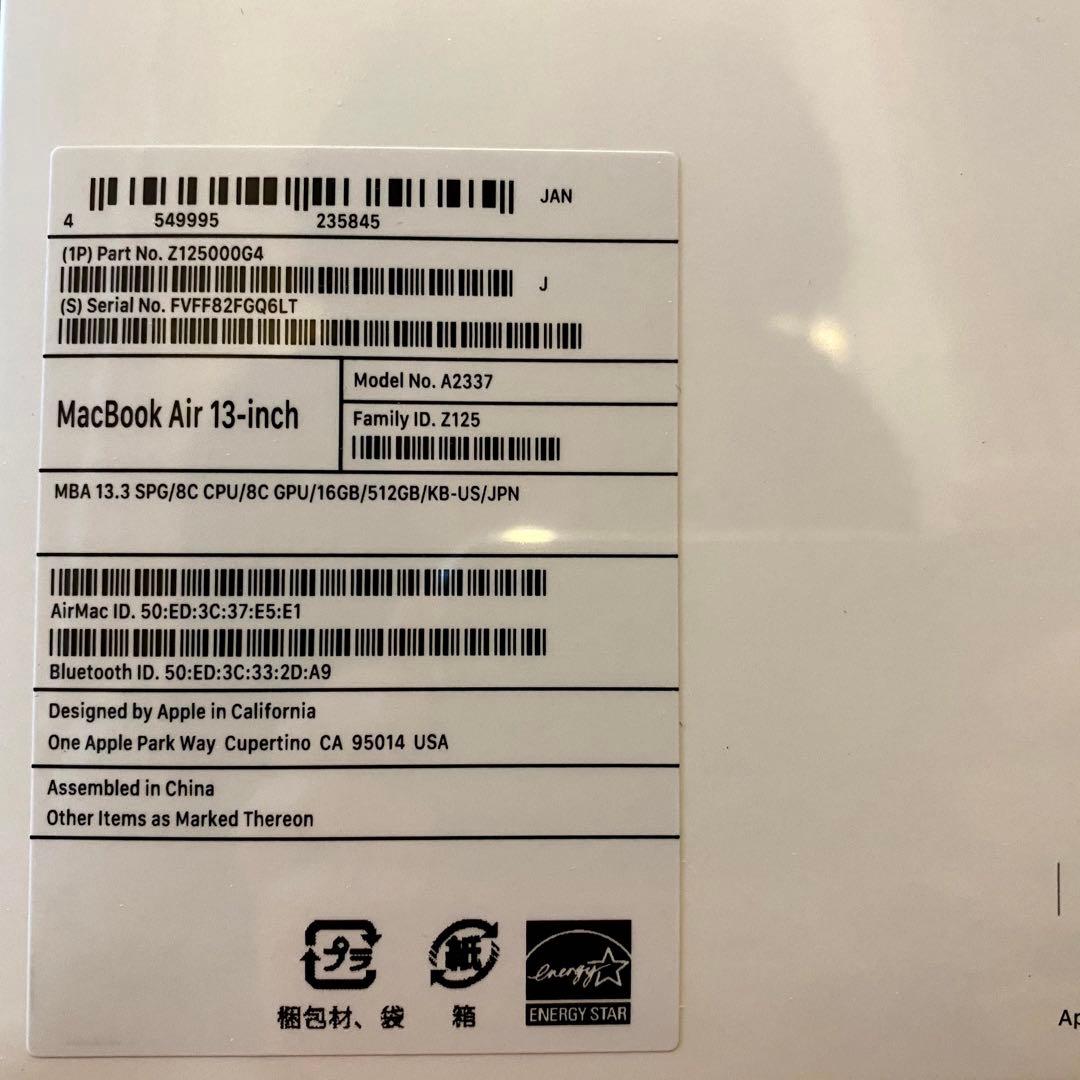 JAN
4 549995 235845
(1P) Part No. Z125000G4
J
(S) Serial No. FVFF82FGQ6LT
MacBook Air 13-inch
Model No. A2337
Family ID. Z125
MBA 13.3 SPG/8C CPU/8C GPU/16GB/512GB/KB-US/JPN
AirMac ID. 50:ED:3C:37:E5:E1
Bluetooth ID. 50:ED:3C:33:2D:A9
Designed by Apple in California
One Apple Park Way Cupertino CA 95014 USA
Assembled in China
Other Items as Marked Thereon
プラ
紙
energy
ENERGY STAR
梱包材、袋
箱
Ap